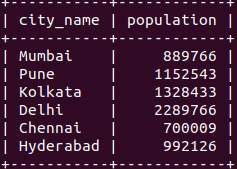 +-----------+------------+
| city_name | population |
+-----------+------------+
| Mumbai    |     889766 |
| Pune      |    1152543 |
| Kolkata   |    1328433 |
| Delhi     |    2289766 |
| Chennai   |     700009 |
| Hyderabad |     992126 |
+-----------+------------+